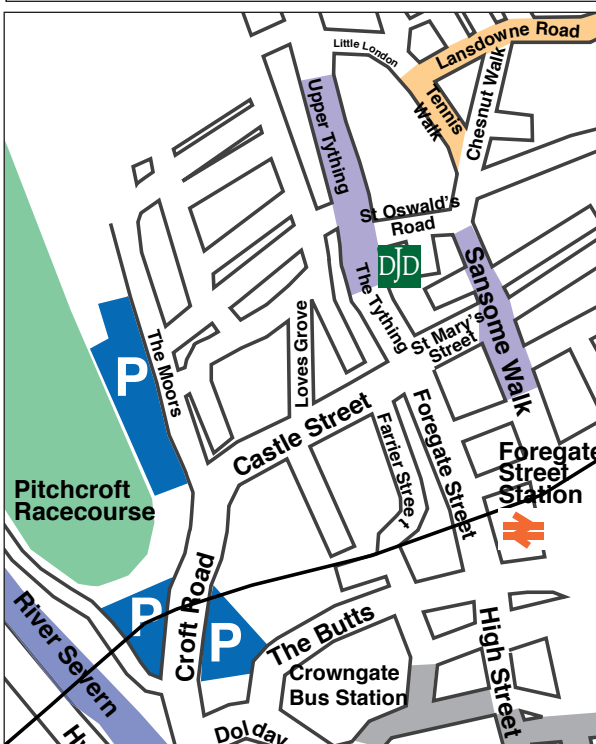 Little London
Lansdowne Road
Tennis
Walk
Chesnut Walk
Upper Tything
St Oswald's
Road
DJD
The Tything
Sansome Walk
St Mary's
Street
Loves Grove
The Moors
P
Castle Street
Farrier Street
Foregate Street
Foregate
Street
Station
Pitchcroft
Racecourse
Croft Road
P
P
The Butts
River Severn
High Street
Crowngate
Bus Station
Dolday